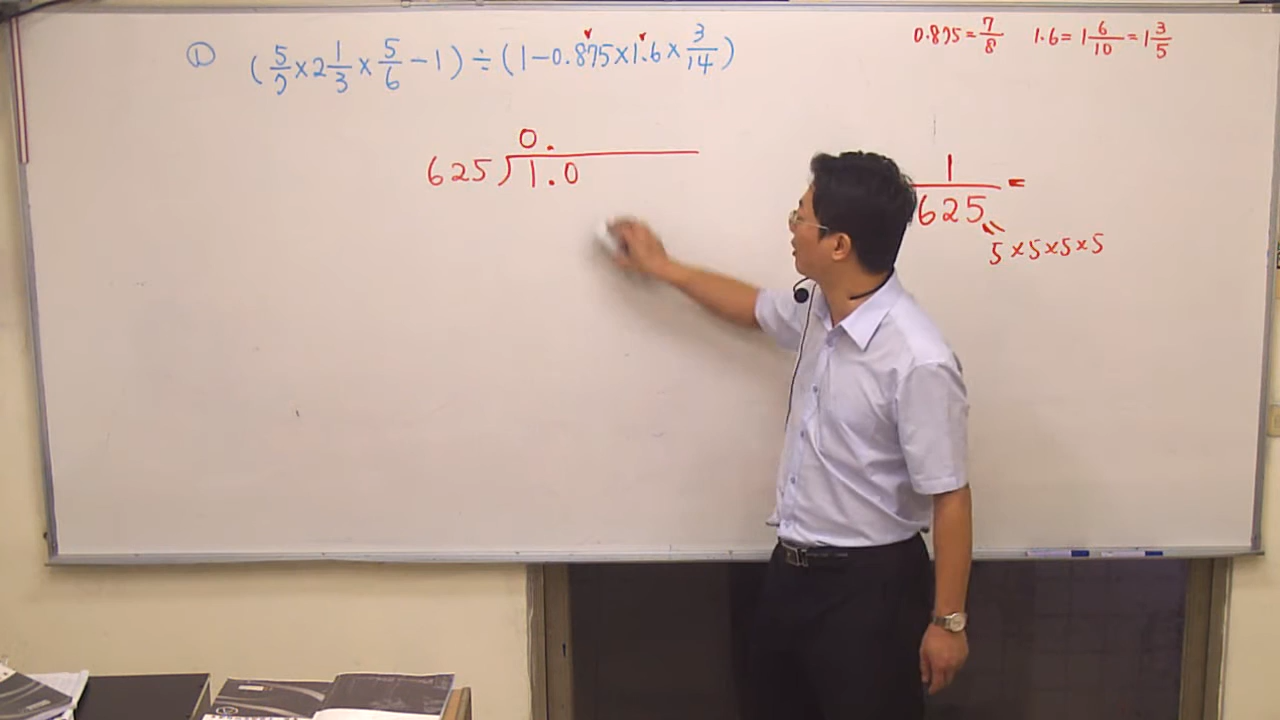 ① (5/9 × 2 1/3 × 5/6 − 1) ÷ (1 − 0.875 × 1.6 × 3/14)
0.875 = 7/8   1.6 = 1 6/10 = 1 3/5
0.
625 ) 1.0
1/625 =
5 × 5 × 5 × 5